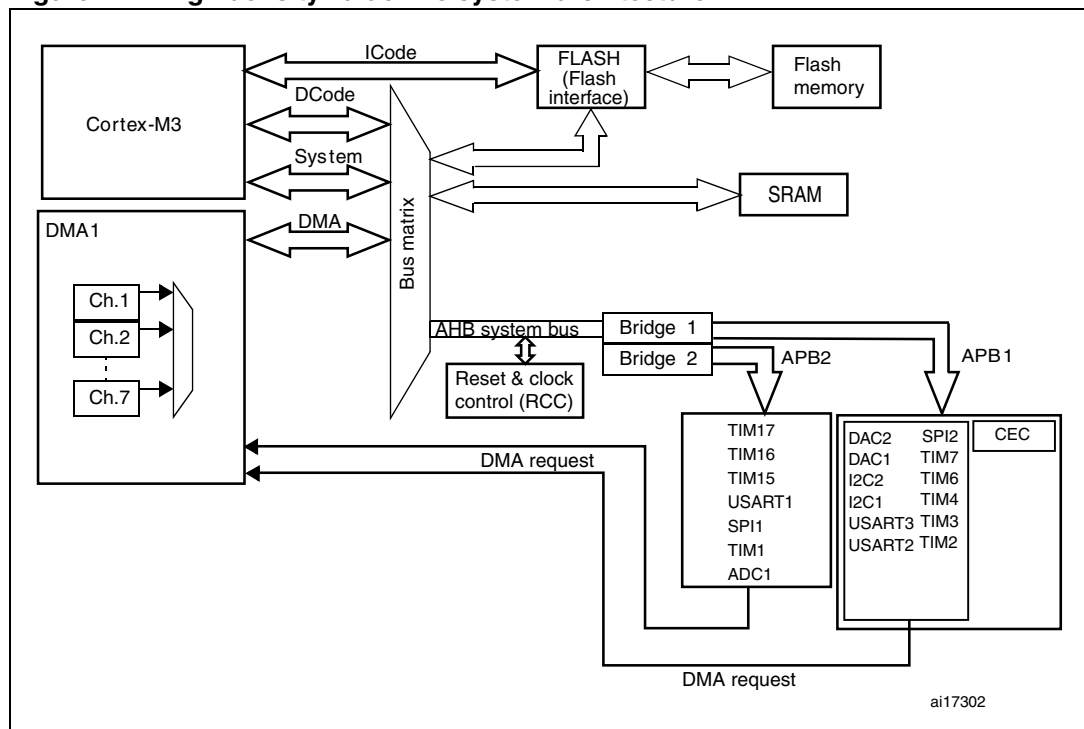 ICode
FLASH
(Flash
interface)
Flash
memory
Cortex-M3
DCode
System
SRAM
DMA1
DMA
Bus matrix
Ch.1
Ch.2
Ch.7
AHB system bus
Bridge 1
Bridge 2
APB2
APB1
Reset & clock
control (RCC)
TIM17
TIM16
TIM15
USART1
SPI1
TIM1
ADC1
DAC2 SPI2
DAC1 TIM7
I2C2 TIM6
I2C1 TIM4
USART3 TIM3
USART2 TIM2
CEC
DMA request
DMA request
ai17302